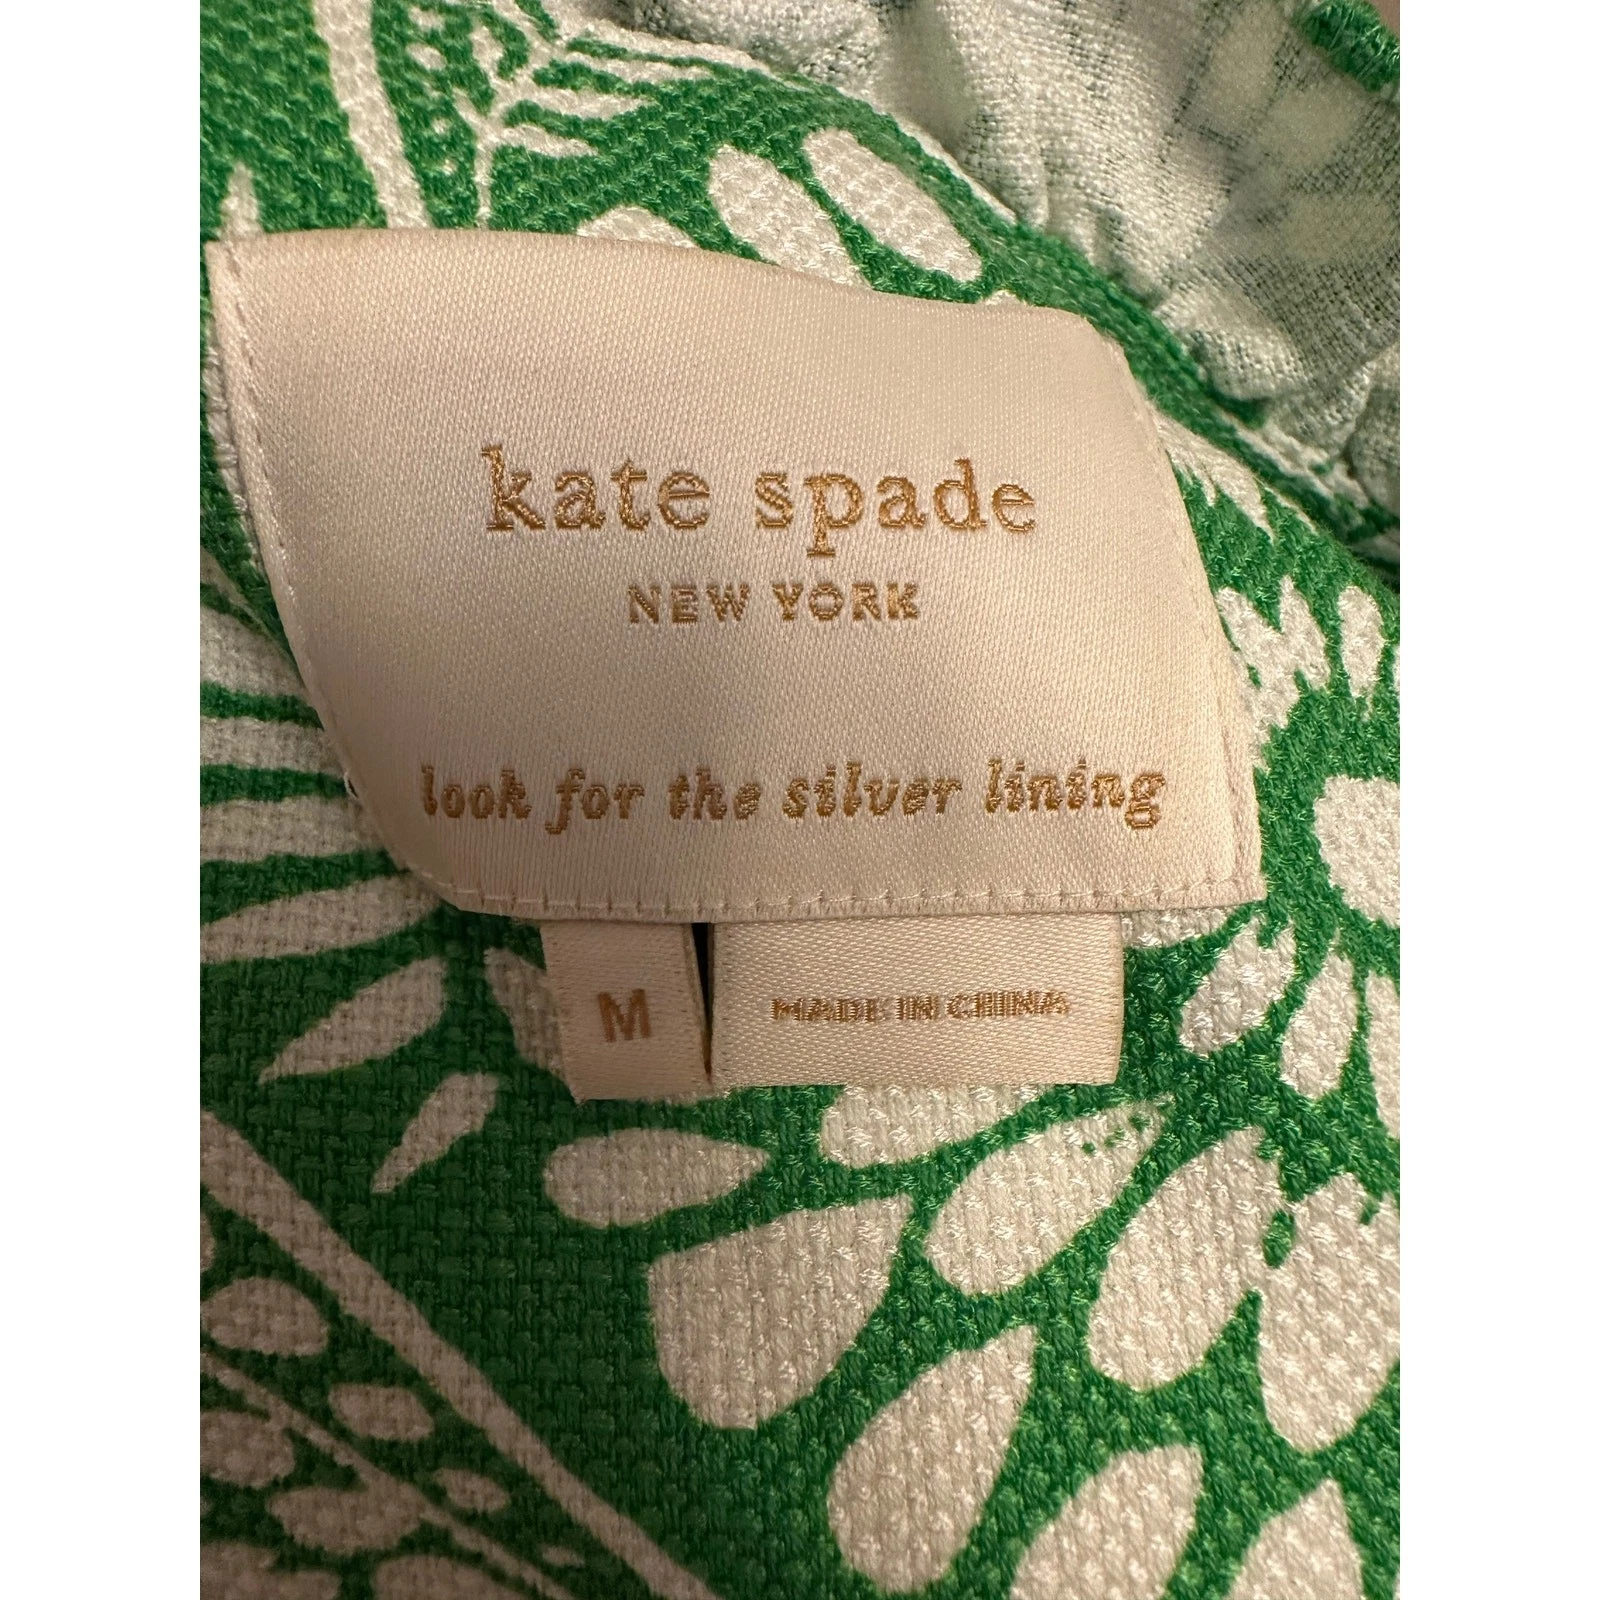 kate spade
NEW YORK
look for the silver lining
M
MADE IN CHINA